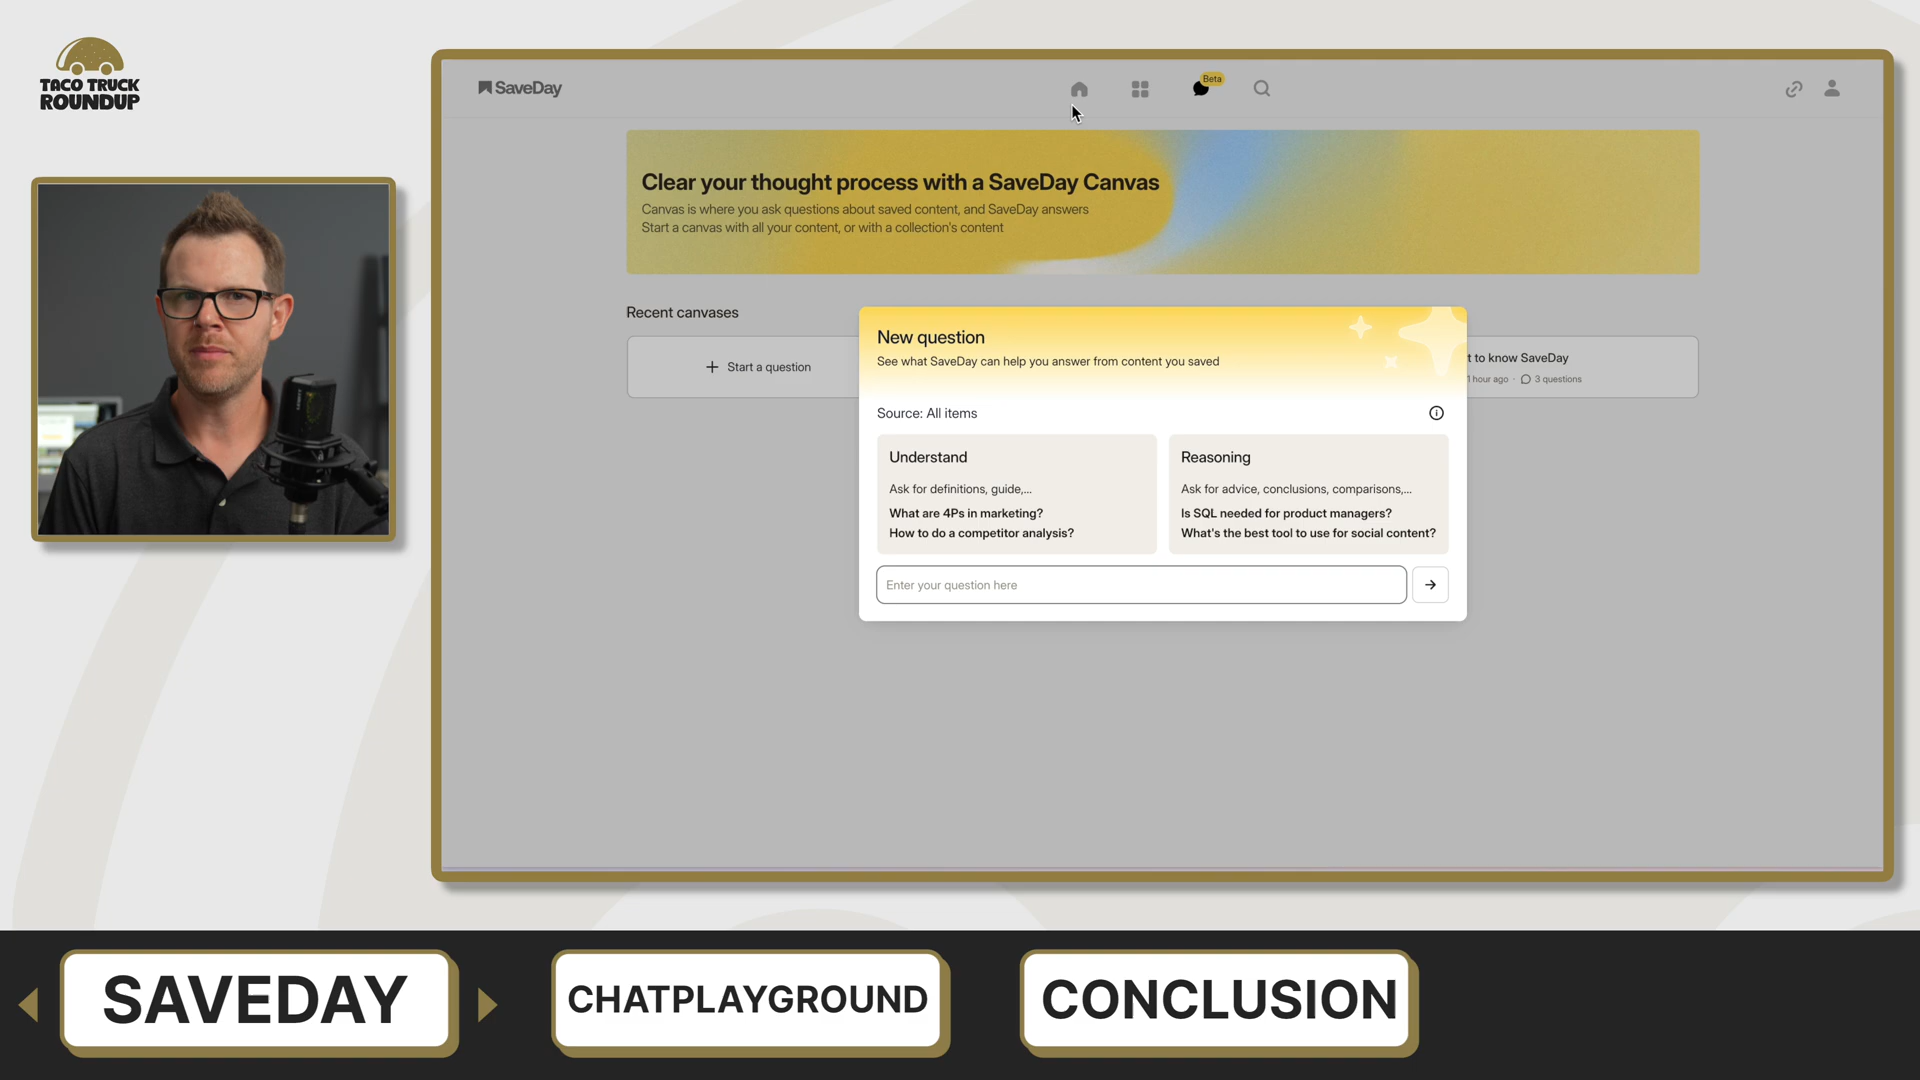 TACO TRUCK
ROUNDUP
SaveDay
Beta
Clear your thought process with a SaveDay Canvas
Canvas is where you ask questions about saved content, and SaveDay answers
Start a canvas with all your content, or with a collection's content
Recent canvases
Start a question
t to know SaveDay
1 hour ago · 3 questions
New question
See what SaveDay can help you answer from content you saved
Source: All items
Understand
Ask for definitions, guide,...
What are 4Ps in marketing?
How to do a competitor analysis?
Reasoning
Ask for advice, conclusions, comparisons,...
Is SQL needed for product managers?
What's the best tool to use for social content?
Enter your question here
SAVEDAY
CHATPLAYGROUND
CONCLUSION